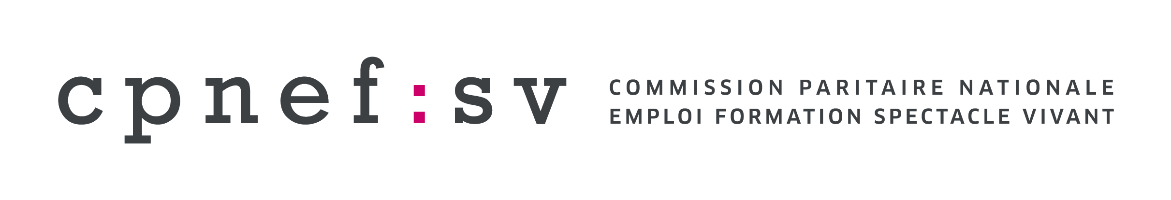 cpnef:sv
COMMISSION PARITAIRE NATIONALE
EMPLOI FORMATION SPECTACLE VIVANT